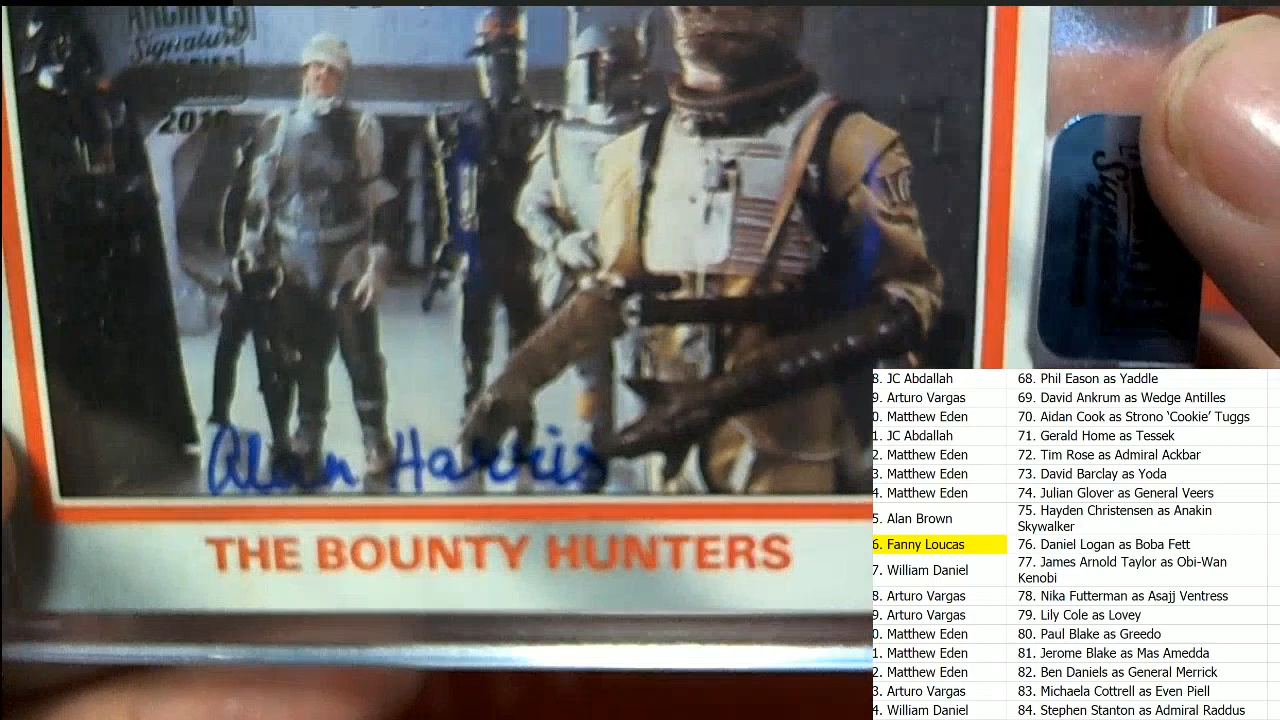 ARCHIVES
Signature
SERIES
2019
Alan Harris
THE BOUNTY HUNTERS
8. JC Abdallah 68. Phil Eason as Yaddle
9. Arturo Vargas 69. David Ankrum as Wedge Antilles
0. Matthew Eden 70. Aidan Cook as Strono ‘Cookie’ Tuggs
1. JC Abdallah 71. Gerald Home as Tessek
2. Matthew Eden 72. Tim Rose as Admiral Ackbar
3. Matthew Eden 73. David Barclay as Yoda
4. Matthew Eden 74. Julian Glover as General Veers
5. Alan Brown 75. Hayden Christensen as Anakin
Skywalker
6. Fanny Loucas 76. Daniel Logan as Boba Fett
7. William Daniel 77. James Arnold Taylor as Obi-Wan
Kenobi
8. Arturo Vargas 78. Nika Futterman as Asajj Ventress
9. Arturo Vargas 79. Lily Cole as Lovey
0. Matthew Eden 80. Paul Blake as Greedo
1. Matthew Eden 81. Jerome Blake as Mas Amedda
2. Matthew Eden 82. Ben Daniels as General Merrick
3. Arturo Vargas 83. Michaela Cottrell as Even Piell
4. William Daniel 84. Stephen Stanton as Admiral Raddus